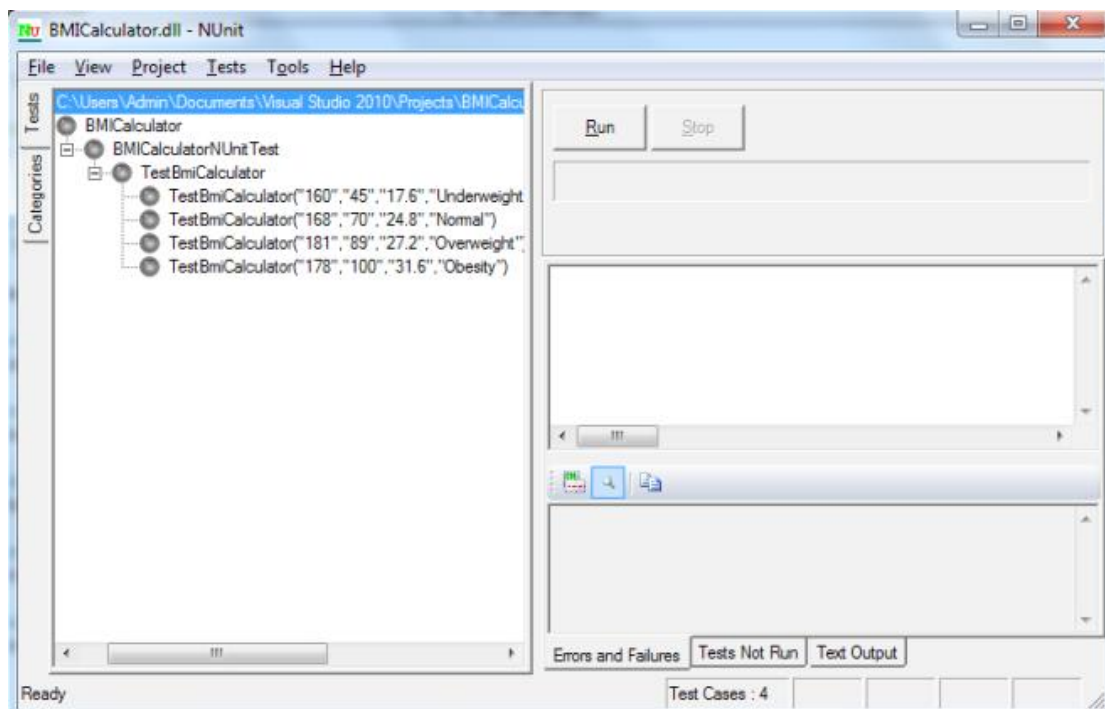 BMICalculator.dll - NUnit
File View Project Tests Tools Help
Tests
Categories
C:\Users\Admin\Documents\Visual Studio 2010\Projects\BMICalcu
BMICalculator
BMICalculatorNUnitTest
TestBmiCalculator
TestBmiCalculator("160","45","17.6","Underweight
TestBmiCalculator("168","70","24.8","Normal")
TestBmiCalculator("181","89","27.2","Overweight",
TestBmiCalculator("178","100","31.6","Obesity")
Run Stop
Errors and Failures Tests Not Run Text Output
Ready Test Cases : 4